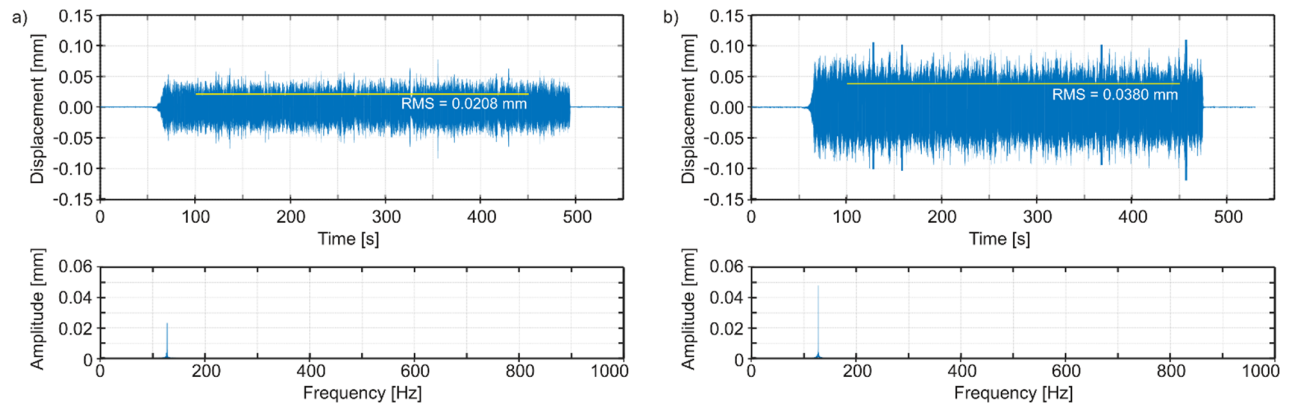 a)
Displacement [mm]
0.15
0.10
0.05
0.00
-0.05
-0.10
-0.15
RMS = 0.0208 mm
0 100 200 300 400 500
Time [s]
Amplitude [mm]
0.06
0.04
0.02
0
0 200 400 600 800 1000
Frequency [Hz]
b)
Displacement [mm]
0.15
0.10
0.05
0.00
-0.05
-0.10
-0.15
RMS = 0.0380 mm
0 100 200 300 400 500
Time [s]
Amplitude [mm]
0.06
0.04
0.02
0
0 200 400 600 800 1000
Frequency [Hz]